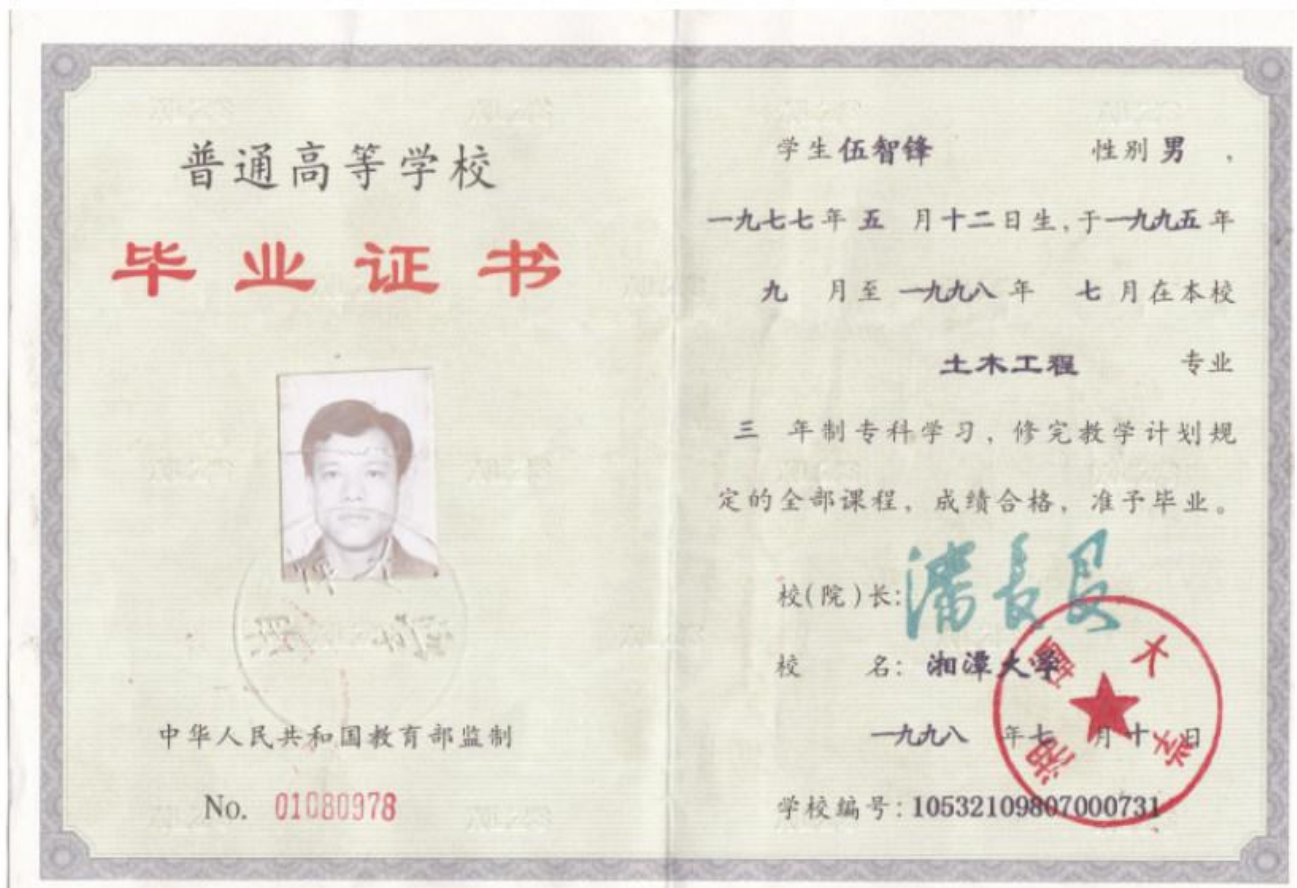 普通高等学校
毕业证书
中华人民共和国教育部监制
No. 01080978
学生伍智锋 性别男，
一九七七年五月十二日生，于一九九五年
九月至一九九八年七月在本校
土木工程 专业
三年制专科学习，修完教学计划规
定的全部课程，成绩合格，准予毕业。
校(院)长：
校名：湘潭大学
一九九八年七月十日
学校编号：10532109807000731
湘潭大学